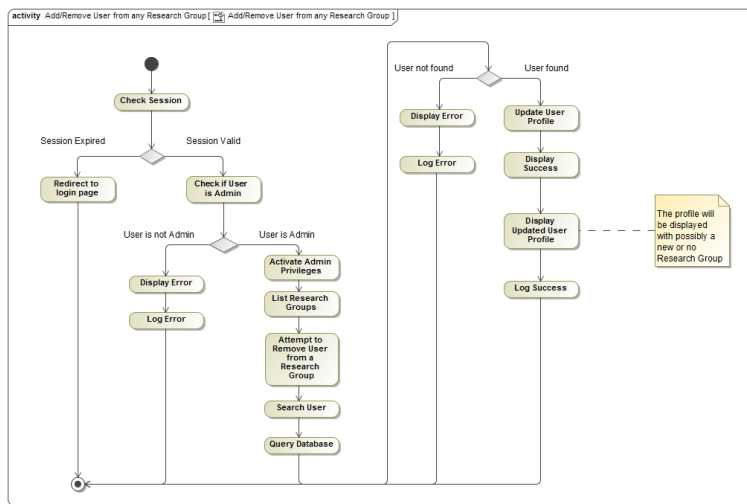 activity Add/Remove User from any Research Group [ Add/Remove User from any Research Group ]
Check Session
Session Expired
Session Valid
Redirect to
login page
Check if User
is Admin
User is not Admin
User is Admin
Display Error
Log Error
Activate Admin
Privileges
List Research
Groups
Attempt to
Remove User
from a
Research
Group
Search User
Query Database
User not found
User found
Display Error
Log Error
Update User
Profile
Display
Success
Display
Updated User
Profile
Log Success
The profile will
be displayed
with possibly a
new or no
Research Group